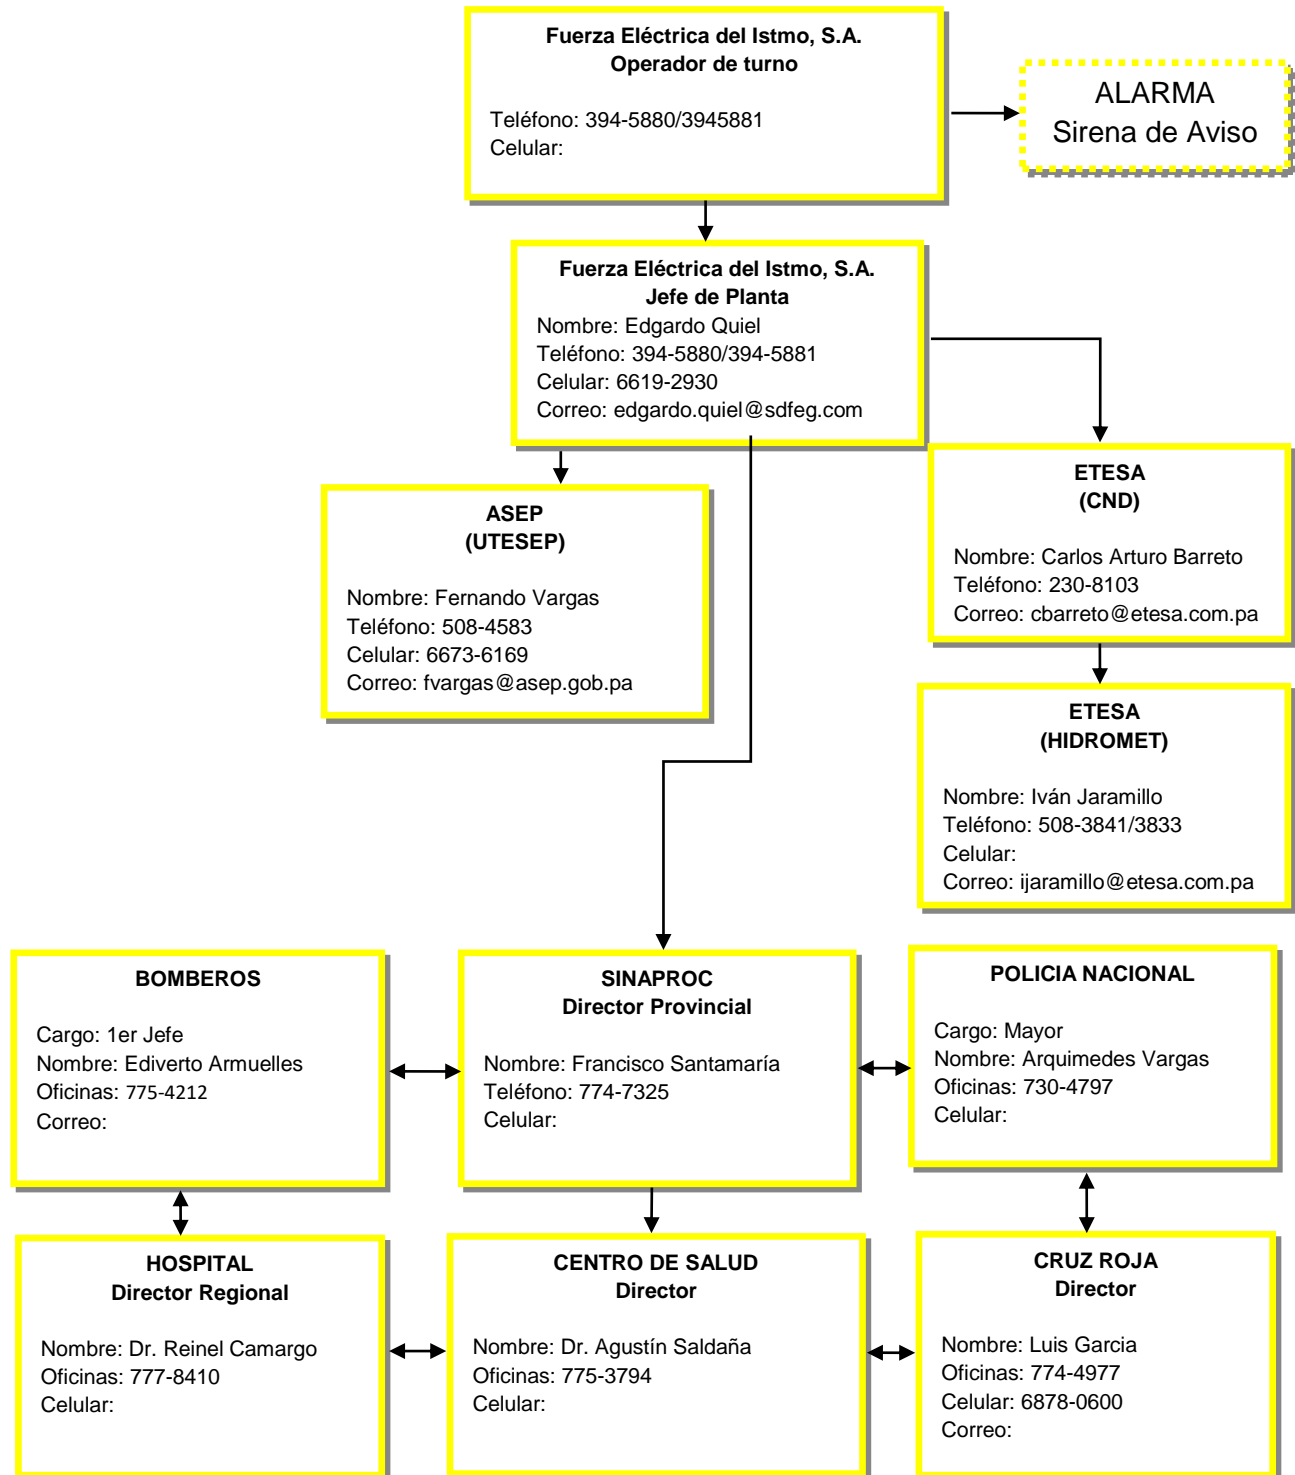 Fuerza Eléctrica del Istmo, S.A.
Operador de turno
Teléfono: 394-5880/3945881
Celular:
ALARMA
Sirena de Aviso
Fuerza Eléctrica del Istmo, S.A.
Jefe de Planta
Nombre: Edgardo Quiel
Teléfono: 394-5880/394-5881
Celular: 6619-2930
Correo: edgardo.quiel@sdfeg.com
ASEP
(UTESEP)
Nombre: Fernando Vargas
Teléfono: 508-4583
Celular: 6673-6169
Correo: fvargas@asep.gob.pa
ETESA
(CND)
Nombre: Carlos Arturo Barreto
Teléfono: 230-8103
Correo: cbarreto@etesa.com.pa
ETESA
(HIDROMET)
Nombre: Iván Jaramillo
Teléfono: 508-3841/3833
Celular:
Correo: ijaramillo@etesa.com.pa
BOMBEROS
Cargo: 1er Jefe
Nombre: Ediverto Armuelles
Oficinas: 775-4212
Correo:
SINAPROC
Director Provincial
Nombre: Francisco Santamaría
Teléfono: 774-7325
Celular:
POLICIA NACIONAL
Cargo: Mayor
Nombre: Arquimedes Vargas
Oficinas: 730-4797
Celular:
HOSPITAL
Director Regional
Nombre: Dr. Reinel Camargo
Oficinas: 777-8410
Celular:
CENTRO DE SALUD
Director
Nombre: Dr. Agustín Saldaña
Oficinas: 775-3794
Celular:
CRUZ ROJA
Director
Nombre: Luis Garcia
Oficinas: 774-4977
Celular: 6878-0600
Correo: